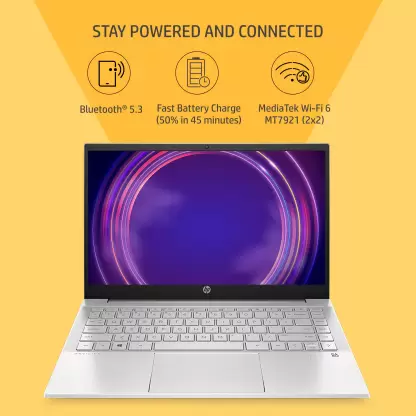 STAY POWERED AND CONNECTED
Bluetooth® 5.3
Fast Battery Charge
(50% in 45 minutes)
MediaTek Wi-Fi 6
MT7921 (2x2)
hp